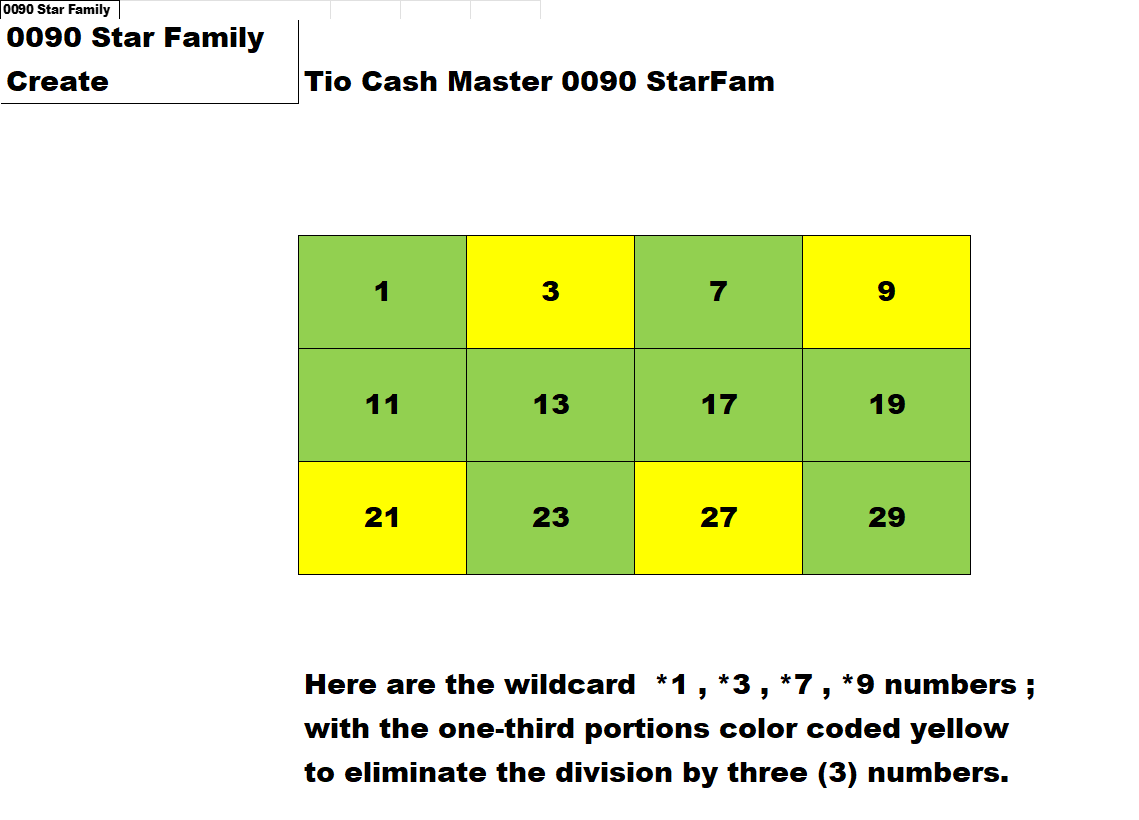 0090 Star Family
0090 Star Family
Create
Tio Cash Master 0090 StarFam
1 3 7 9
11 13 17 19
21 23 27 29
Here are the wildcard  *1 , *3 , *7 , *9 numbers ;
with the one-third portions color coded yellow
to eliminate the division by three (3) numbers.